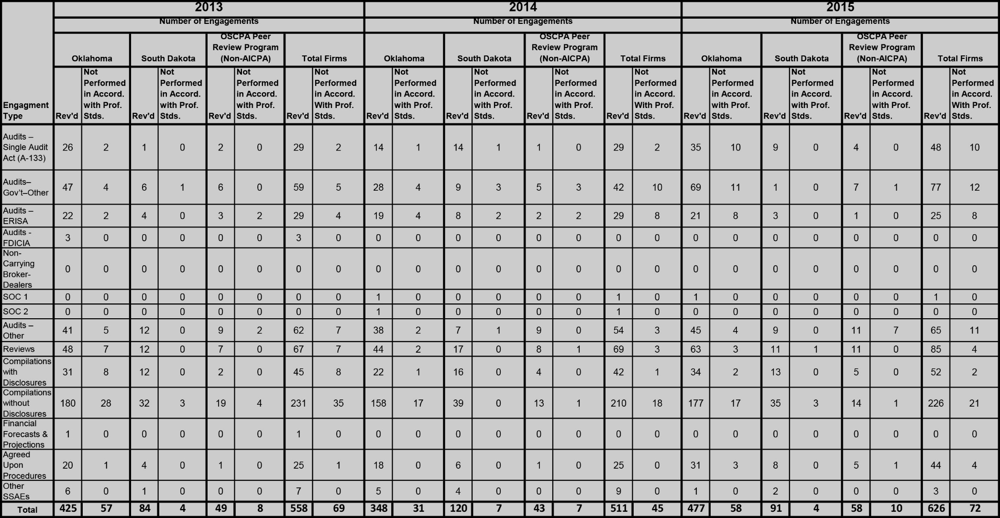 2013 2014 2015
Number of Engagements Number of Engagements Number of Engagements
OSCPA Peer OSCPA Peer OSCPA Peer
Review Program Review Program Review Program
Oklahoma South Dakota (Non-AICPA) Total Firms Oklahoma South Dakota (Non-AICPA) Total Firms Oklahoma South Dakota (Non-AICPA) Total Firms
Not Not Not Not Not Not Not Not Not Not Not Not
Performed Performed Performed Performed Performed Performed Performed Performed Performed Performed Performed Performed
in Accord. in Accord. in Accord. in Accord. in Accord. in Accord. in Accord. in Accord. in Accord. in Accord. in Accord. in Accord.
Engagment with Prof. with Prof. with Prof. With Prof. with Prof. with Prof. with Prof. With Prof. with Prof. with Prof. with Prof. With Prof.
Type Rev'd Stds. Rev'd Stds. Rev'd Stds. Rev'd Stds. Rev'd Stds. Rev'd Stds. Rev'd Stds. Rev'd Stds. Rev'd Stds. Rev'd Stds. Rev'd Stds. Rev'd Stds.
Audits –
Single Audit 26 2 1 0 2 0 29 2 14 1 14 1 1 0 29 2 35 10 9 0 4 0 48 10
Act (A-133)
Audits–
Gov’t–Other 47 4 6 1 6 0 59 5 28 4 9 3 5 3 42 10 69 11 1 0 7 1 77 12
Audits –
ERISA 22 2 4 0 3 2 29 4 19 4 8 2 2 2 29 8 21 8 3 0 1 0 25 8
Audits -
FDICIA 3 0 0 0 0 0 3 0 0 0 0 0 0 0 0 0 0 0 0 0 0 0 0 0
Non-
Carrying
Broker- 0 0 0 0 0 0 0 0 0 0 0 0 0 0 0 0 0 0 0 0 0 0 0 0
Dealers
SOC 1 0 0 0 0 0 0 0 0 1 0 0 0 0 0 1 0 1 0 0 0 0 0 1 0
SOC 2 0 0 0 0 0 0 0 0 1 0 0 0 0 0 1 0 0 0 0 0 0 0 0 0
Audits –
Other 41 5 12 0 9 2 62 7 38 2 7 1 9 0 54 3 45 4 9 0 11 7 65 11
Reviews 48 7 12 0 7 0 67 7 44 2 17 0 8 1 69 3 63 3 11 1 11 0 85 4
Compilations
with 31 8 12 0 2 0 45 8 22 1 16 0 4 0 42 1 34 2 13 0 5 0 52 2
Disclosures
Compilations
without 180 28 32 3 19 4 231 35 158 17 39 0 13 1 210 18 177 17 35 3 14 1 226 21
Disclosures
Financial
Forecasts & 1 0 0 0 0 0 1 0 0 0 0 0 0 0 0 0 0 0 0 0 0 0 0 0
Projections
Agreed
Upon 20 1 4 0 1 0 25 1 18 0 6 0 1 0 25 0 31 3 8 0 5 1 44 4
Procedures
Other
SSAEs 6 0 1 0 0 0 7 0 5 0 4 0 0 0 9 0 1 0 2 0 0 0 3 0
Total 425 57 84 4 49 8 558 69 348 31 120 7 43 7 511 45 477 58 91 4 58 10 626 72